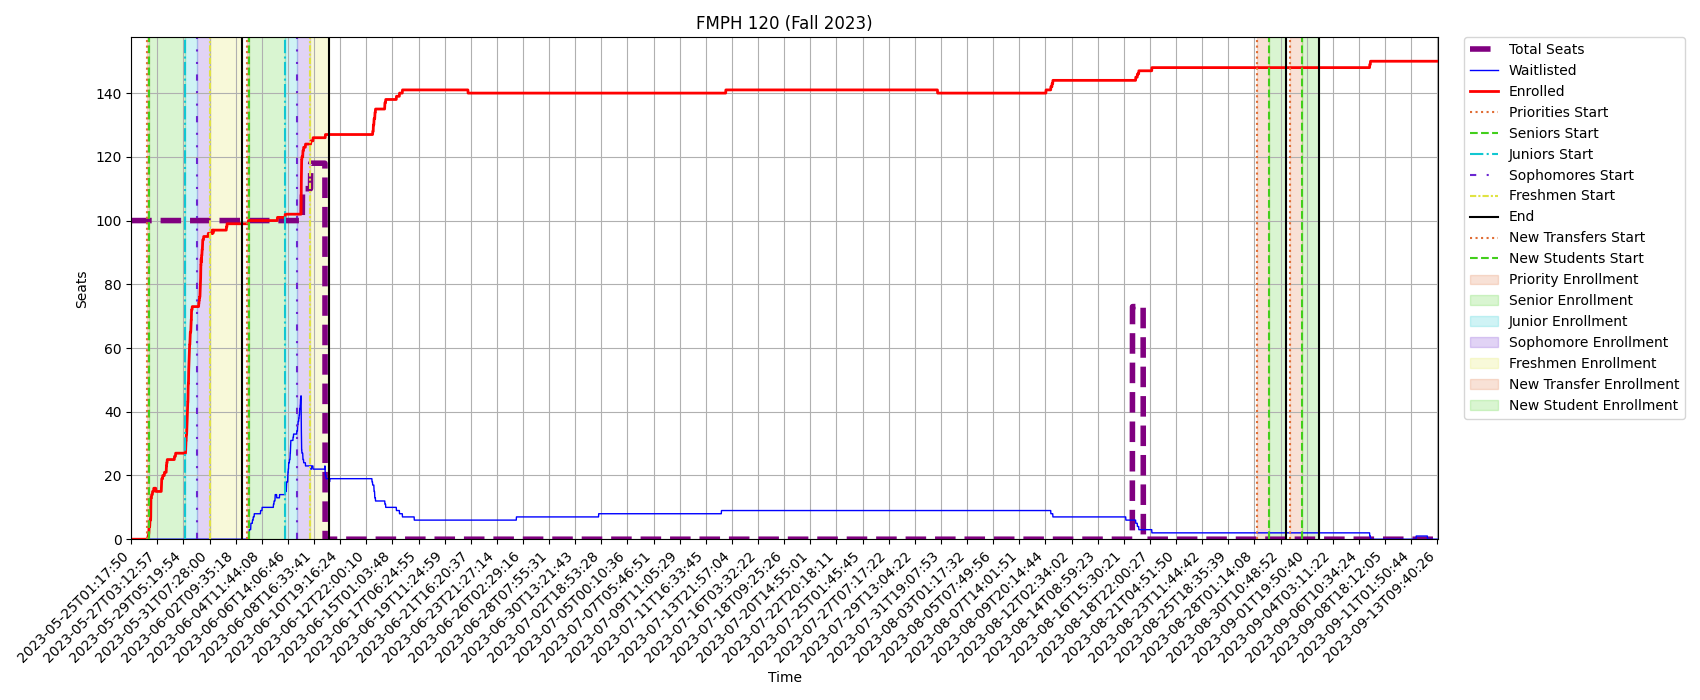 FMPH 120 (Fall 2023)
Seats
140
120
100
80
60
40
20
0
2023-05-25T01:17:50
2023-05-27T03:12:57
2023-05-29T05:19:54
2023-05-31T07:28:00
2023-06-02T09:35:18
2023-06-04T11:44:08
2023-06-06T14:06:46
2023-06-08T16:33:41
2023-06-10T19:16:24
2023-06-12T22:00:10
2023-06-15T01:03:48
2023-06-17T06:24:55
2023-06-19T11:24:59
2023-06-21T16:20:37
2023-06-23T21:27:14
2023-06-26T02:29:16
2023-06-28T07:55:31
2023-06-30T13:21:43
2023-07-02T18:53:28
2023-07-05T00:10:36
2023-07-07T05:46:51
2023-07-09T11:05:29
2023-07-11T16:33:45
2023-07-13T21:57:04
2023-07-16T03:32:22
2023-07-18T09:25:26
2023-07-20T14:55:01
2023-07-22T20:18:11
2023-07-25T01:45:45
2023-07-27T07:17:22
2023-07-29T13:04:22
2023-07-31T19:07:53
2023-08-03T01:17:32
2023-08-05T07:49:56
2023-08-07T14:01:51
2023-08-09T20:14:44
2023-08-12T02:34:02
2023-08-14T08:59:23
2023-08-16T15:30:21
2023-08-18T22:00:27
2023-08-21T04:51:50
2023-08-23T11:44:42
2023-08-25T18:35:39
2023-08-28T01:14:08
2023-08-30T10:48:52
2023-09-01T19:50:40
2023-09-04T03:11:22
2023-09-06T10:34:24
2023-09-08T18:12:05
2023-09-11T01:50:44
2023-09-13T09:40:26
Time
Total Seats
Waitlisted
Enrolled
Priorities Start
Seniors Start
Juniors Start
Sophomores Start
Freshmen Start
End
New Transfers Start
New Students Start
Priority Enrollment
Senior Enrollment
Junior Enrollment
Sophomore Enrollment
Freshmen Enrollment
New Transfer Enrollment
New Student Enrollment